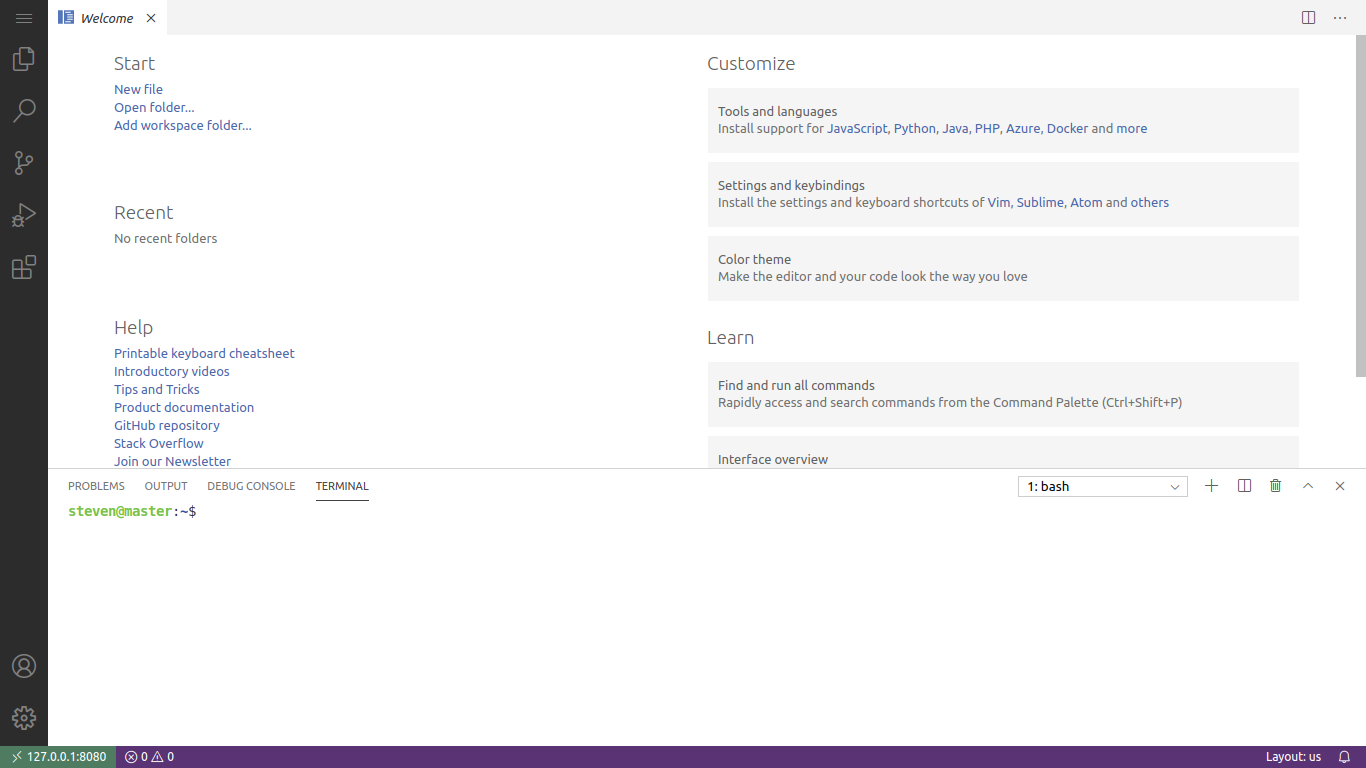 Welcome
Start
New file
Open folder...
Add workspace folder...
Recent
No recent folders
Help
Printable keyboard cheatsheet
Introductory videos
Tips and Tricks
Product documentation
GitHub repository
Stack Overflow
Join our Newsletter
Customize
Tools and languages
Install support for JavaScript, Python, Java, PHP, Azure, Docker and more
Settings and keybindings
Install the settings and keyboard shortcuts of Vim, Sublime, Atom and others
Color theme
Make the editor and your code look the way you love
Learn
Find and run all commands
Rapidly access and search commands from the Command Palette (Ctrl+Shift+P)
Interface overview
PROBLEMS OUTPUT DEBUG CONSOLE TERMINAL 1: bash
steven@master:~$
127.0.0.1:8080 0 0 Layout: us